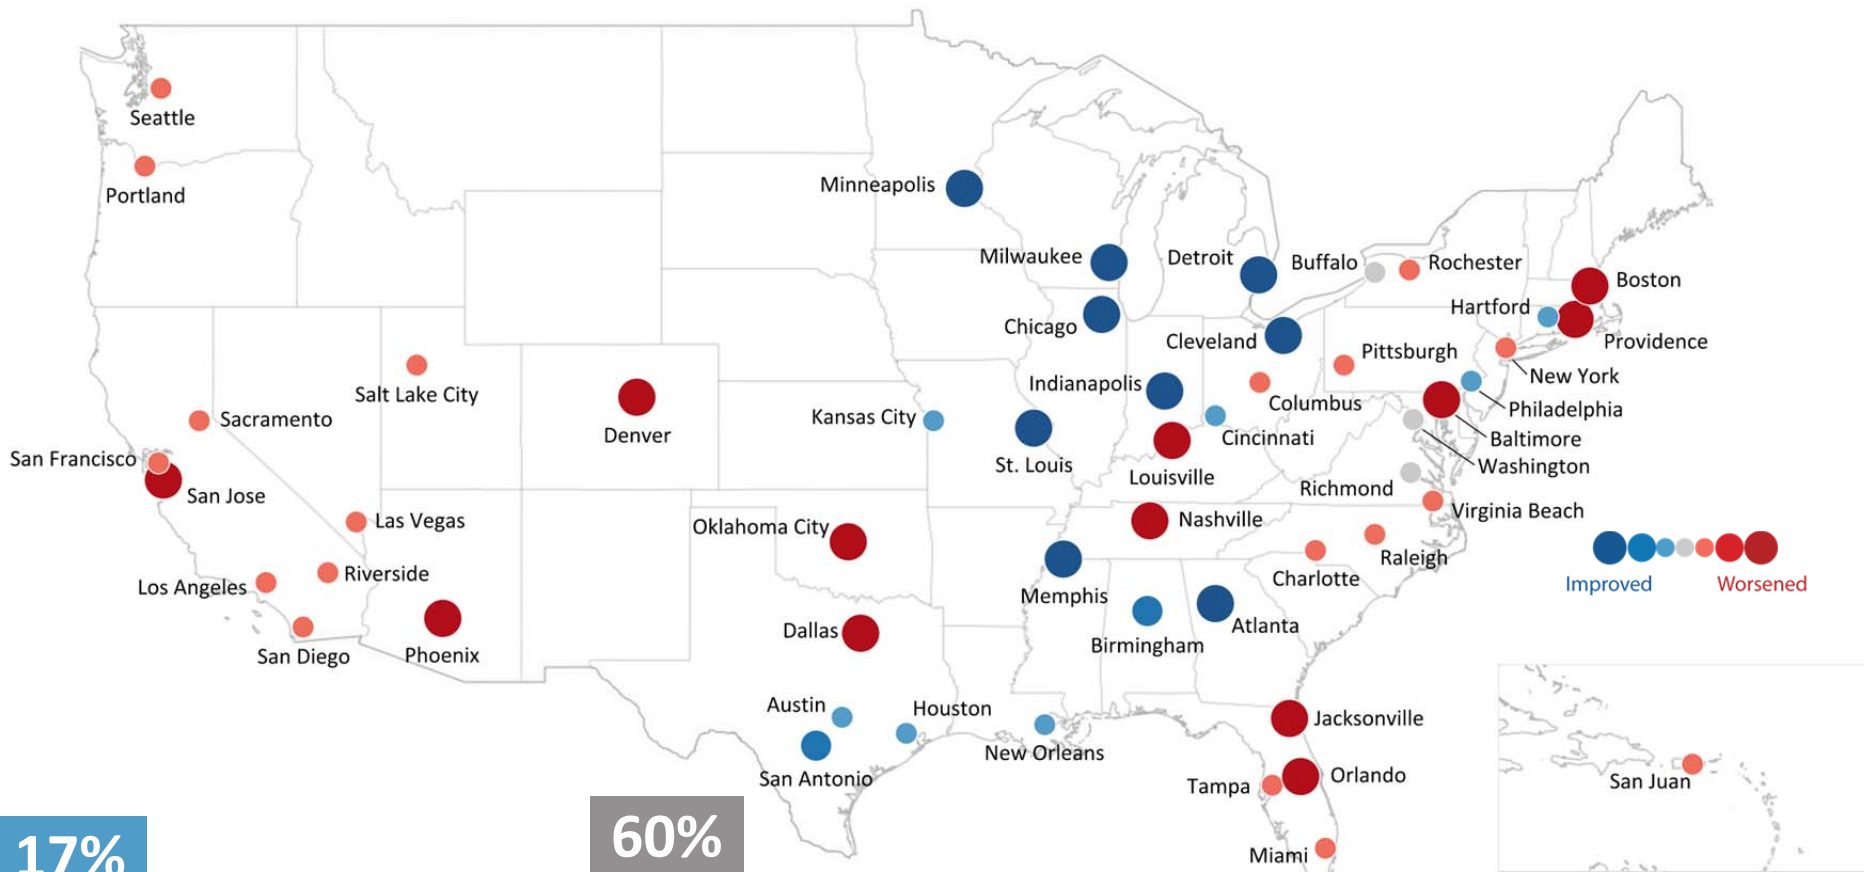 Seattle
Portland
Minneapolis
Milwaukee
Detroit
Buffalo
Rochester
Boston
Hartford
Chicago
Cleveland
Providence
Pittsburgh
New York
Salt Lake City
Indianapolis
Columbus
Philadelphia
Sacramento
Denver
Kansas City
Cincinnati
Baltimore
San Francisco
St. Louis
Louisville
Washington
San Jose
Richmond
Las Vegas
Oklahoma City
Nashville
Virginia Beach
Raleigh
Los Angeles
Riverside
Charlotte
Improved
Worsened
Memphis
Atlanta
San Diego
Phoenix
Dallas
Birmingham
Austin
Houston
Jacksonville
New Orleans
San Antonio
Tampa
Orlando
San Juan
17%
60%
Miami